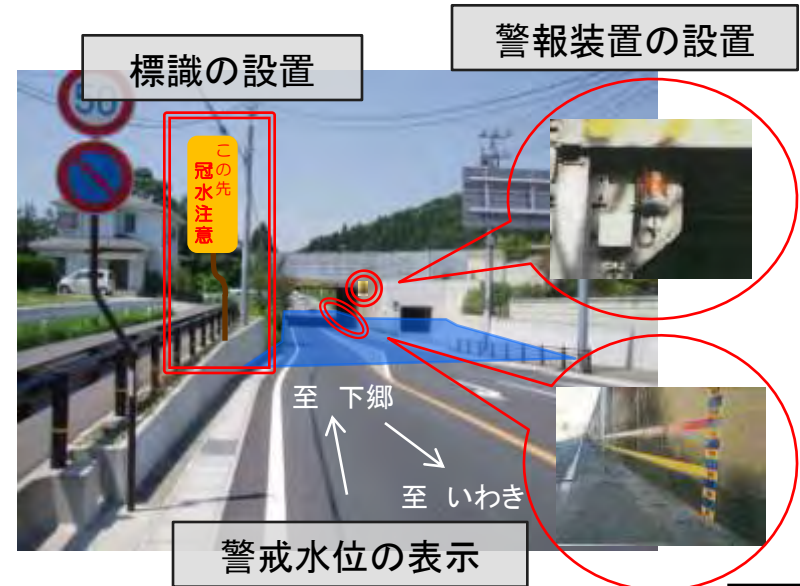 警報装置の設置
標識の設置
50
この先
冠水注意
至 下郷
至 いわき
警戒水位の表示